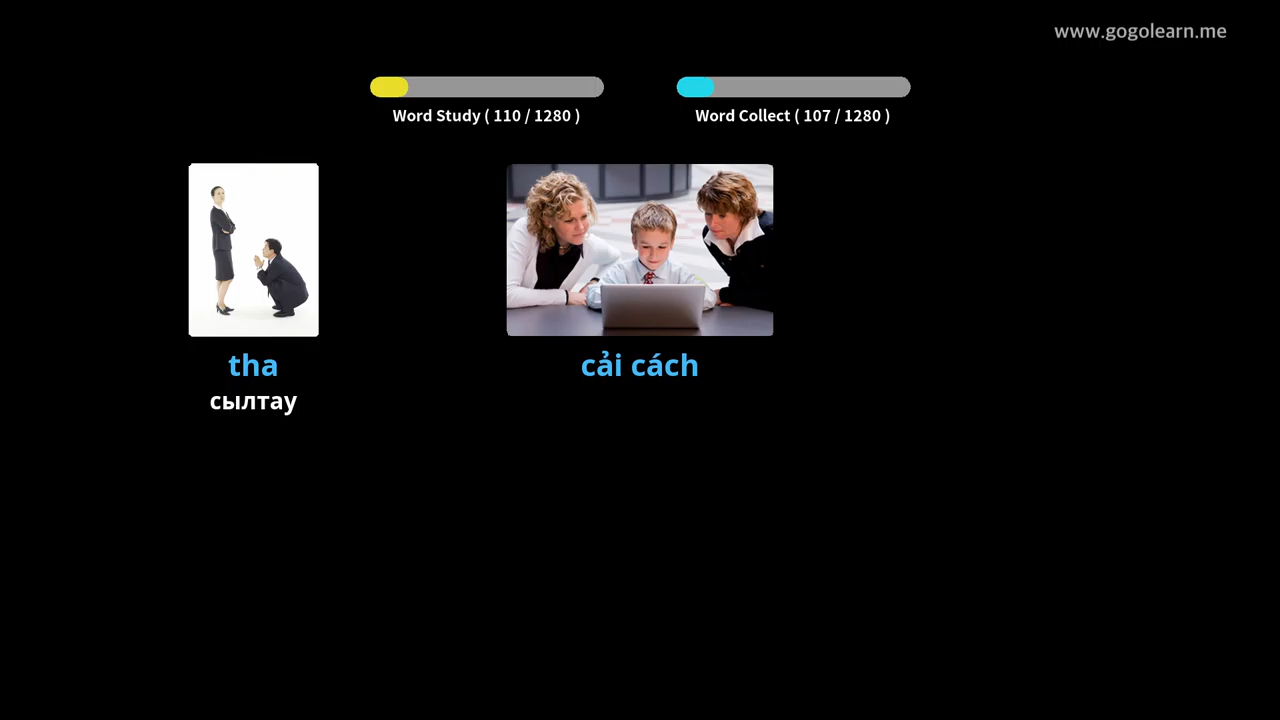 www.gogolearn.me
Word Study ( 110 / 1280 )
Word Collect ( 107 / 1280 )
tha
сылтау
cải cách